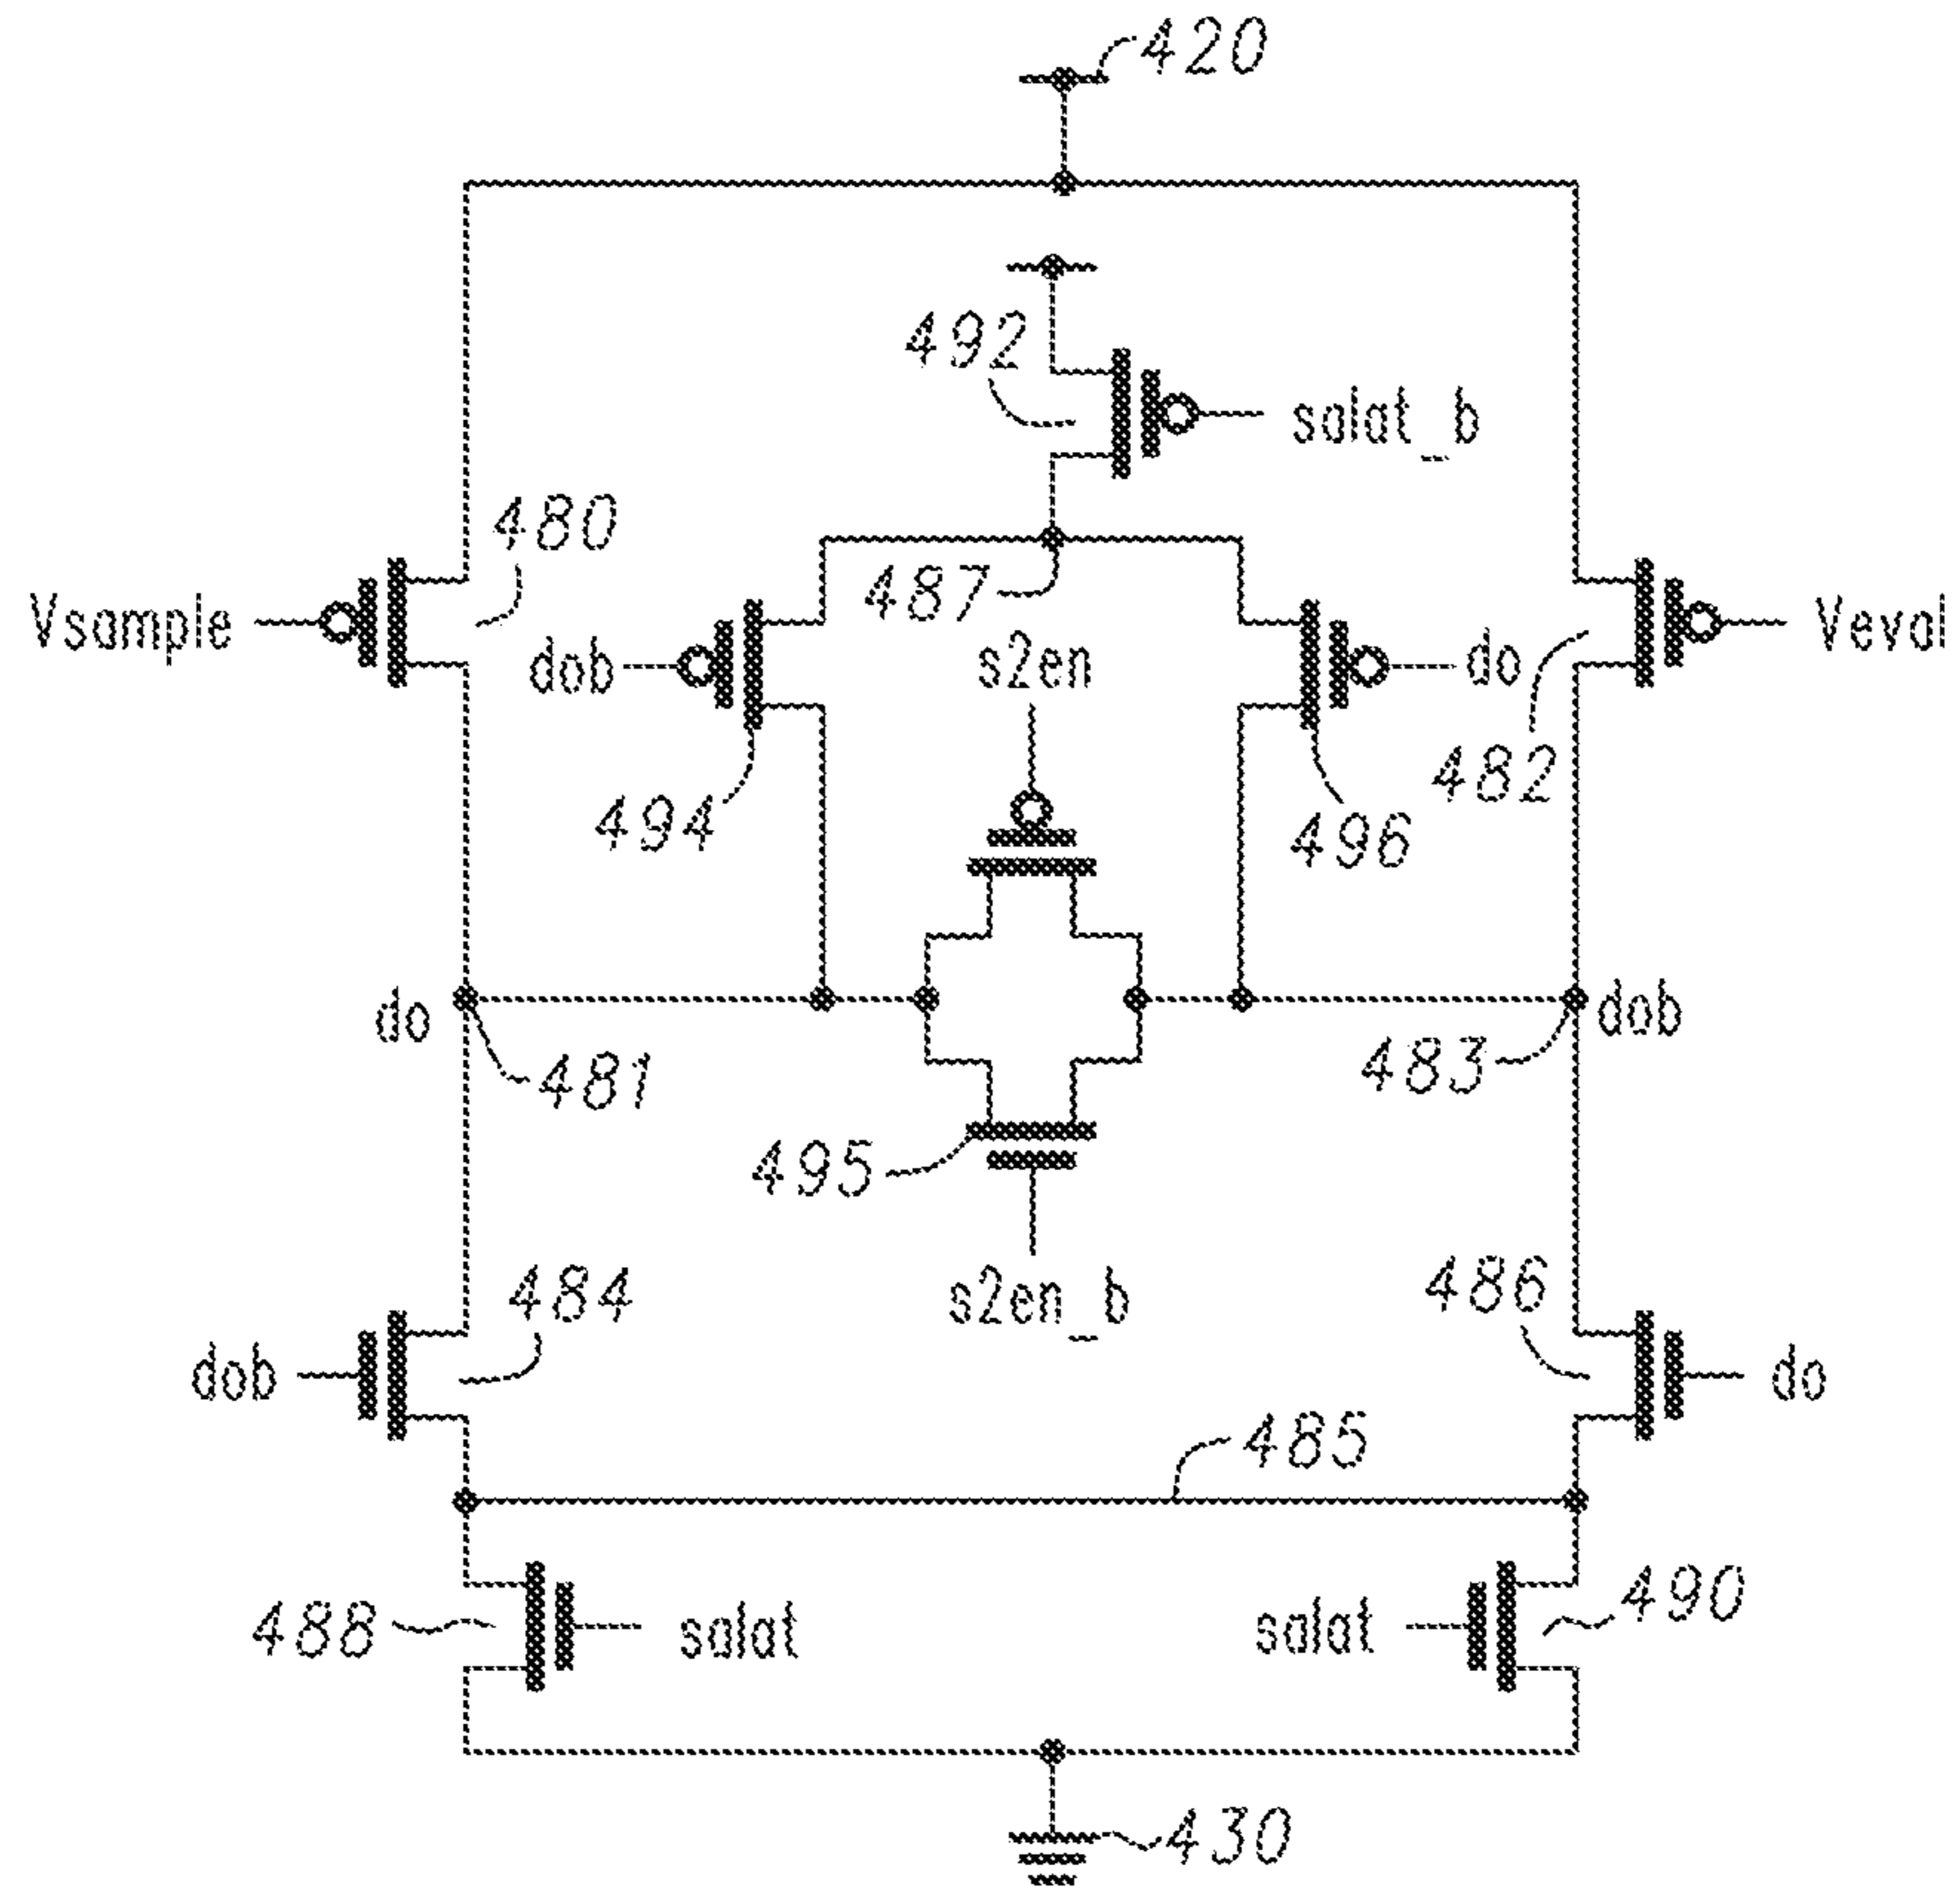 420
492
salat_b
480
Vsample
487
dob
s2en
do
Veval
482
494
496
do
dob
481
483
495
484
s2en_b
486
dob
do
485
488
salat
salat
490
430